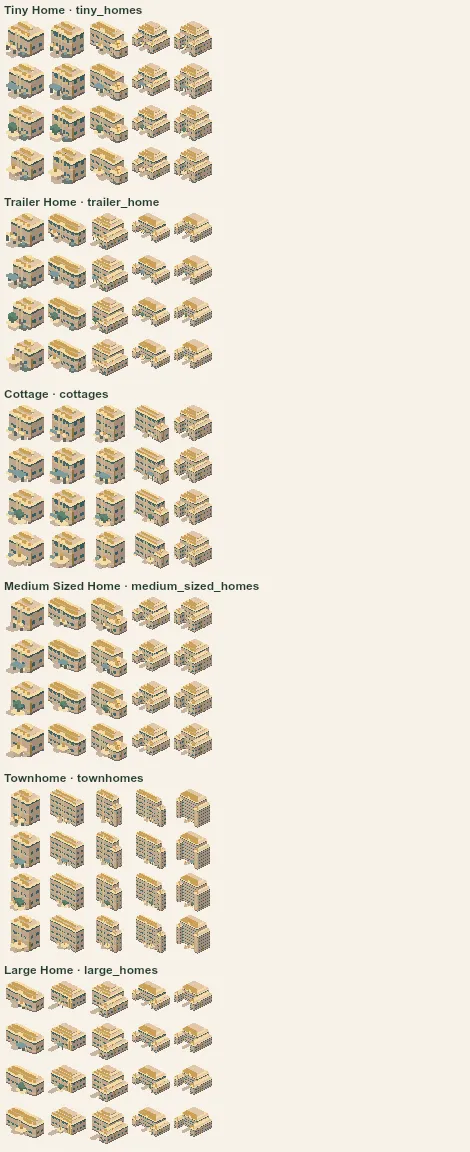 Tiny Home · tiny_homes
Trailer Home · trailer_home
Cottage · cottages
Medium Sized Home · medium_sized_homes
Townhome · townhomes
Large Home · large_homes